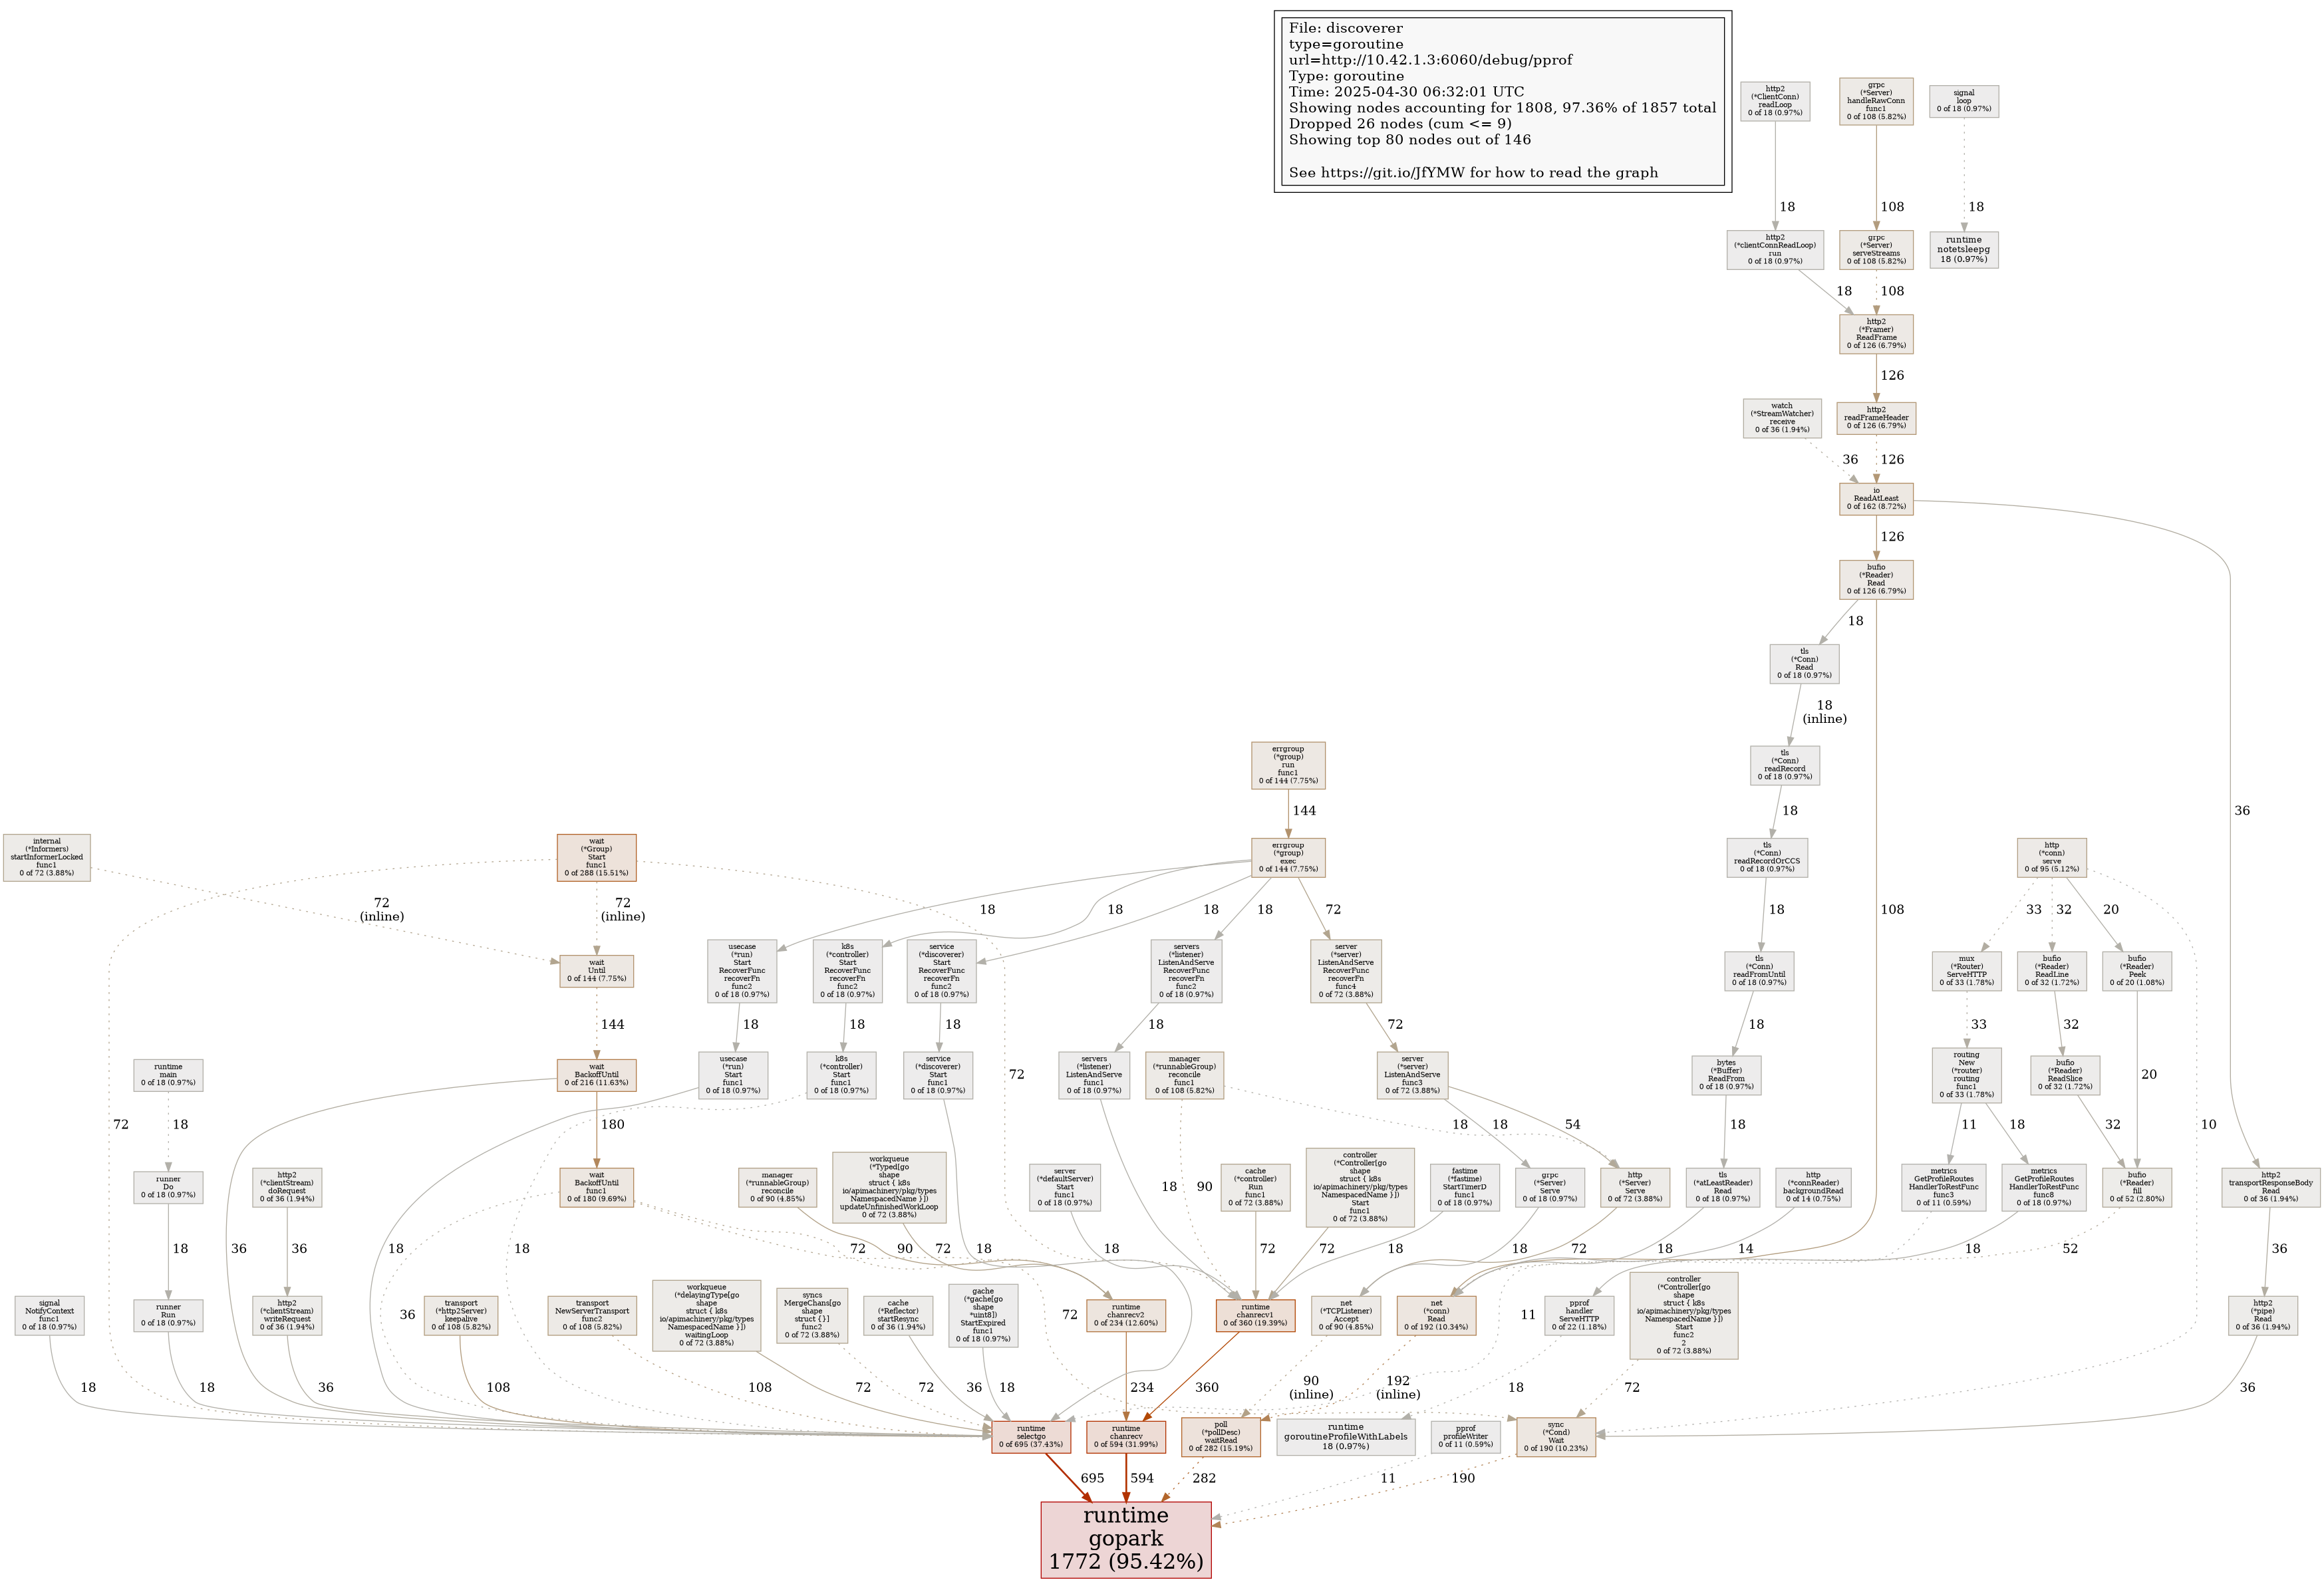 File: discoverer
type=goroutine
url=http://10.42.1.3:6060/debug/pprof
Type: goroutine
Time: 2025-04-30 06:32:01 UTC
Showing nodes accounting for 1808, 97.36% of 1857 total
Dropped 26 nodes (cum <= 9)
Showing top 80 nodes out of 146
See https://git.io/JfYMW for how to read the graph
http2
(*ClientConn)
readLoop
0 of 18 (0.97%)
grpc
(*Server)
handleRawConn
func1
0 of 108 (5.82%)
signal
loop
0 of 18 (0.97%)
18
108
18
http2
(*clientConnReadLoop)
run
0 of 18 (0.97%)
grpc
(*Server)
serveStreams
0 of 108 (5.82%)
runtime
notetsleepg
18 (0.97%)
18
108
http2
(*Framer)
ReadFrame
0 of 126 (6.79%)
126
watch
(*StreamWatcher)
receive
0 of 36 (1.94%)
http2
readFrameHeader
0 of 126 (6.79%)
36
126
io
ReadAtLeast
0 of 162 (8.72%)
126
36
bufio
(*Reader)
Read
0 of 126 (6.79%)
18
108
tls
(*Conn)
Read
0 of 18 (0.97%)
18
(inline)
tls
(*Conn)
readRecord
0 of 18 (0.97%)
18
errgroup
(*group)
run
func1
0 of 144 (7.75%)
144
internal
(*Informers)
startInformerLocked
func1
0 of 72 (3.88%)
wait
(*Group)
Start
func1
0 of 288 (15.51%)
errgroup
(*group)
exec
0 of 144 (7.75%)
tls
(*Conn)
readRecordOrCCS
0 of 18 (0.97%)
http
(*conn)
serve
0 of 95 (5.12%)
72
(inline)
72
(inline)
72
72
18
18
18
18
72
18
33
32
20
10
wait
Until
0 of 144 (7.75%)
usecase
(*run)
Start
RecoverFunc
recoverFn
func2
0 of 18 (0.97%)
k8s
(*controller)
Start
RecoverFunc
recoverFn
func2
0 of 18 (0.97%)
service
(*discoverer)
Start
RecoverFunc
recoverFn
func2
0 of 18 (0.97%)
servers
(*listener)
ListenAndServe
RecoverFunc
recoverFn
func2
0 of 18 (0.97%)
server
(*server)
ListenAndServe
RecoverFunc
recoverFn
func4
0 of 72 (3.88%)
tls
(*Conn)
readFromUntil
0 of 18 (0.97%)
mux
(*Router)
ServeHTTP
0 of 33 (1.78%)
bufio
(*Reader)
ReadLine
0 of 32 (1.72%)
bufio
(*Reader)
Peek
0 of 20 (1.08%)
144
18
18
18
18
72
18
33
32
20
runtime
main
0 of 18 (0.97%)
wait
BackoffUntil
0 of 216 (11.63%)
usecase
(*run)
Start
func1
0 of 18 (0.97%)
k8s
(*controller)
Start
func1
0 of 18 (0.97%)
service
(*discoverer)
Start
func1
0 of 18 (0.97%)
servers
(*listener)
ListenAndServe
func1
0 of 18 (0.97%)
manager
(*runnableGroup)
reconcile
func1
0 of 108 (5.82%)
server
(*server)
ListenAndServe
func3
0 of 72 (3.88%)
bytes
(*Buffer)
ReadFrom
0 of 18 (0.97%)
routing
New
(*router)
routing
func1
0 of 33 (1.78%)
bufio
(*Reader)
ReadSlice
0 of 32 (1.72%)
18
36
180
18
18
18
18
90
18
18
54
18
11
18
32
runner
Do
0 of 18 (0.97%)
http2
(*clientStream)
doRequest
0 of 36 (1.94%)
wait
BackoffUntil
func1
0 of 180 (9.69%)
manager
(*runnableGroup)
reconcile
0 of 90 (4.85%)
workqueue
(*Typed[go
shape
struct { k8s
io/apimachinery/pkg/types
NamespacedName }])
updateUnfinishedWorkLoop
0 of 72 (3.88%)
server
(*defaultServer)
Start
func1
0 of 18 (0.97%)
cache
(*controller)
Run
func1
0 of 72 (3.88%)
controller
(*Controller[go
shape
struct { k8s
io/apimachinery/pkg/types
NamespacedName }])
Start
func1
0 of 72 (3.88%)
fastime
(*fastime)
StartTimerD
func1
0 of 18 (0.97%)
grpc
(*Server)
Serve
0 of 18 (0.97%)
http
(*Server)
Serve
0 of 72 (3.88%)
tls
(*atLeastReader)
Read
0 of 18 (0.97%)
http
(*connReader)
backgroundRead
0 of 14 (0.75%)
metrics
GetProfileRoutes
HandlerToRestFunc
func3
0 of 11 (0.59%)
metrics
GetProfileRoutes
HandlerToRestFunc
func8
0 of 18 (0.97%)
bufio
(*Reader)
fill
0 of 52 (2.80%)
http2
transportResponseBody
Read
0 of 36 (1.94%)
18
36
36
72
72
90
72
18
72
72
18
18
72
18
14
11
18
52
36
signal
NotifyContext
func1
0 of 18 (0.97%)
runner
Run
0 of 18 (0.97%)
http2
(*clientStream)
writeRequest
0 of 36 (1.94%)
transport
(*http2Server)
keepalive
0 of 108 (5.82%)
transport
NewServerTransport
func2
0 of 108 (5.82%)
workqueue
(*delayingType[go
shape
struct { k8s
io/apimachinery/pkg/types
NamespacedName }])
waitingLoop
0 of 72 (3.88%)
syncs
MergeChans[go
shape
struct {}]
func2
0 of 72 (3.88%)
cache
(*Reflector)
startResync
0 of 36 (1.94%)
gache
(*gache[go
shape
*uint8])
StartExpired
func1
0 of 18 (0.97%)
runtime
chanrecv2
0 of 234 (12.60%)
runtime
chanrecv1
0 of 360 (19.39%)
net
(*TCPListener)
Accept
0 of 90 (4.85%)
net
(*conn)
Read
0 of 192 (10.34%)
pprof
handler
ServeHTTP
0 of 22 (1.18%)
controller
(*Controller[go
shape
struct { k8s
io/apimachinery/pkg/types
NamespacedName }])
Start
func2
2
0 of 72 (3.88%)
http2
(*pipe)
Read
0 of 36 (1.94%)
18
18
36
108
108
72
72
36
18
234
360
90
(inline)
192
(inline)
18
72
36
runtime
selectgo
0 of 695 (37.43%)
runtime
chanrecv
0 of 594 (31.99%)
poll
(*pollDesc)
waitRead
0 of 282 (15.19%)
runtime
goroutineProfileWithLabels
18 (0.97%)
pprof
profileWriter
0 of 11 (0.59%)
sync
(*Cond)
Wait
0 of 190 (10.23%)
695
594
282
11
190
runtime
gopark
1772 (95.42%)